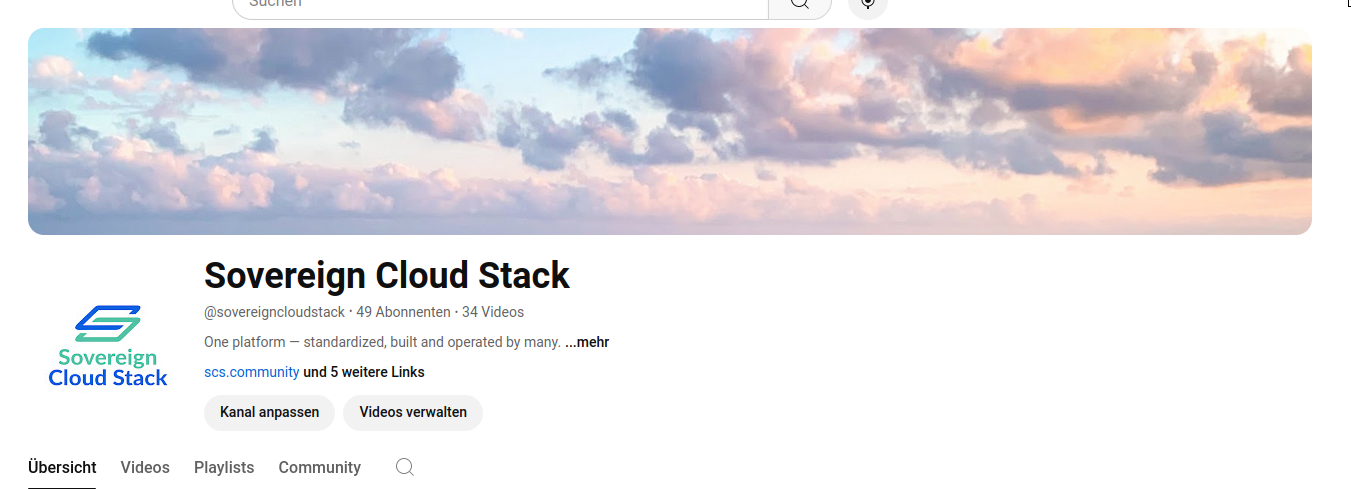 Suchen
Sovereign Cloud Stack
@sovereigncloudstack · 49 Abonnenten · 34 Videos
One platform — standardized, built and operated by many. ...mehr
Sovereign
Cloud Stack
scs.community und 5 weitere Links
Kanal anpassen Videos verwalten
Übersicht Videos Playlists Community